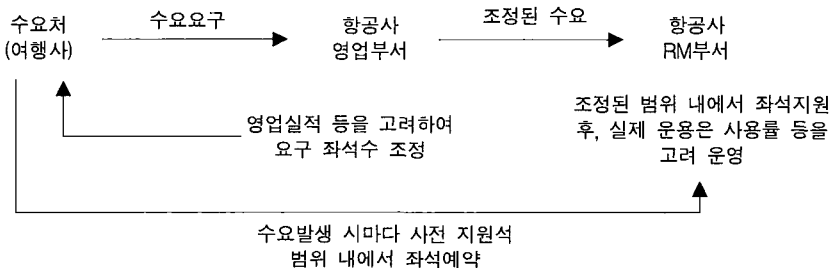 수요처
(여행사)
수요요구
항공사
영업부서
조정된 수요
항공사
RM부서
영업실적 등을 고려하여
요구 좌석수 조정
조정된 범위 내에서 좌석지원
후, 실제 운용은 사용률 등을
고려 운영
수요발생 시마다 사전 지원석
범위 내에서 좌석예약